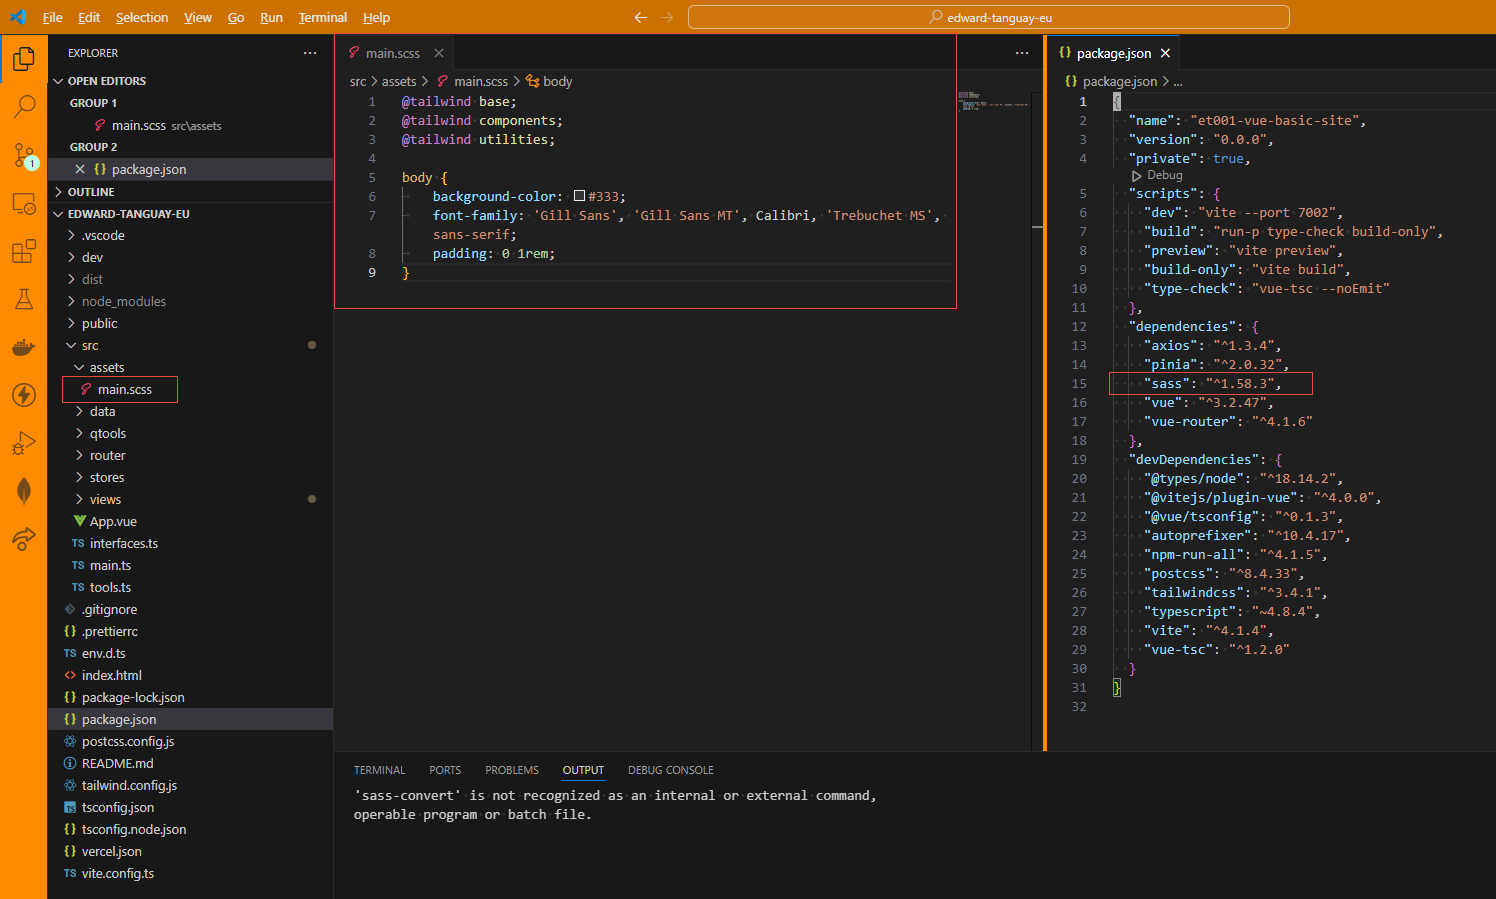 File Edit Selection View Go Run Terminal Help
edward-tanguay-eu
EXPLORER
OPEN EDITORS
GROUP 1
main.scss src\assets
GROUP 2
package.json
OUTLINE
EDWARD-TANGUAY-EU
.vscode
dev
dist
node_modules
public
src
assets
main.scss
data
qtools
router
stores
views
App.vue
TS interfaces.ts
TS main.ts
TS tools.ts
.gitignore
{} .prettierrc
TS env.d.ts
<> index.html
{} package-lock.json
{} package.json
postcss.config.js
README.md
tailwind.config.js
TS tsconfig.json
{} tsconfig.node.json
{} vercel.json
TS vite.config.ts
1
main.scss
src > assets > main.scss > body
1 @tailwind base;
2 @tailwind components;
3 @tailwind utilities;
4
5 body {
6 background-color: #333;
7 font-family: 'Gill Sans', 'Gill Sans MT', Calibri, 'Trebuchet MS',
sans-serif;
8 padding: 0 1rem;
9 }
{} package.json
{} package.json > ...
1 {
2 "name": "et001-vue-basic-site",
3 "version": "0.0.0",
4 "private": true,
Debug
5 "scripts": {
6 "dev": "vite --port 7002",
7 "build": "run-p type-check build-only",
8 "preview": "vite preview",
9 "build-only": "vite build",
10 "type-check": "vue-tsc --noEmit"
11 },
12 "dependencies": {
13 "axios": "^1.3.4",
14 "pinia": "^2.0.32",
15 "sass": "^1.58.3",
16 "vue": "^3.2.47",
17 "vue-router": "^4.1.6"
18 },
19 "devDependencies": {
20 "@types/node": "^18.14.2",
21 "@vitejs/plugin-vue": "^4.0.0",
22 "@vue/tsconfig": "^0.1.3",
23 "autoprefixer": "^10.4.17",
24 "npm-run-all": "^4.1.5",
25 "postcss": "^8.4.33",
26 "tailwindcss": "^3.4.1",
27 "typescript": "~4.8.4",
28 "vite": "^4.1.4",
29 "vue-tsc": "^1.2.0"
30 }
31 }
32
TERMINAL PORTS PROBLEMS OUTPUT DEBUG CONSOLE
'sass-convert' is not recognized as an internal or external command,
operable program or batch file.